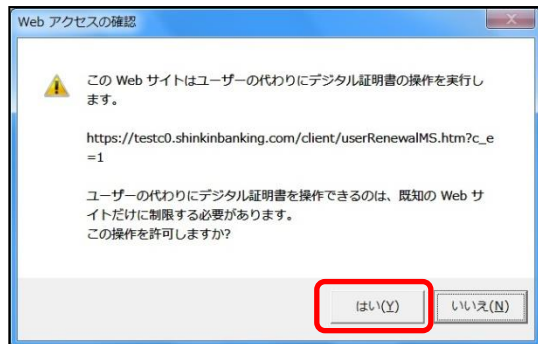 Web アクセスの確認
この Web サイトはユーザーの代わりにデジタル証明書の操作を実行し
ます。
https://testc0.shinkinbanking.com/client/userRenewalMS.htm?c_e
=1
ユーザーの代わりにデジタル証明書を操作できるのは、既知の Web サ
イトだけに制限する必要があります。
この操作を許可しますか?
はい(Y) いいえ(N)